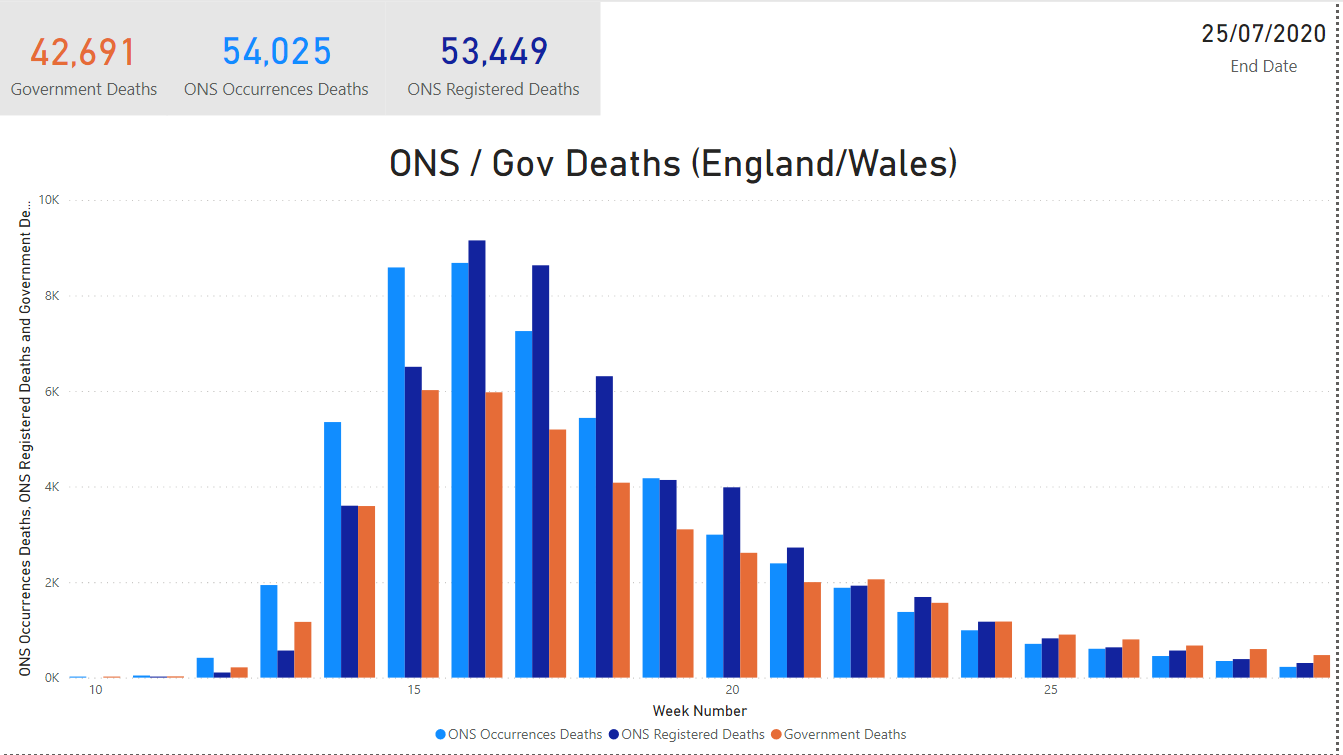 42,691
Government Deaths
54,025
ONS Occurrences Deaths
53,449
ONS Registered Deaths
25/07/2020
End Date
ONS / Gov Deaths (England/Wales)
ONS Occurrences Deaths, ONS Registered Deaths and Government De...
10K
8K
6K
4K
2K
0K
10 15 20 25
Week Number
ONS Occurrences Deaths ONS Registered Deaths Government Deaths